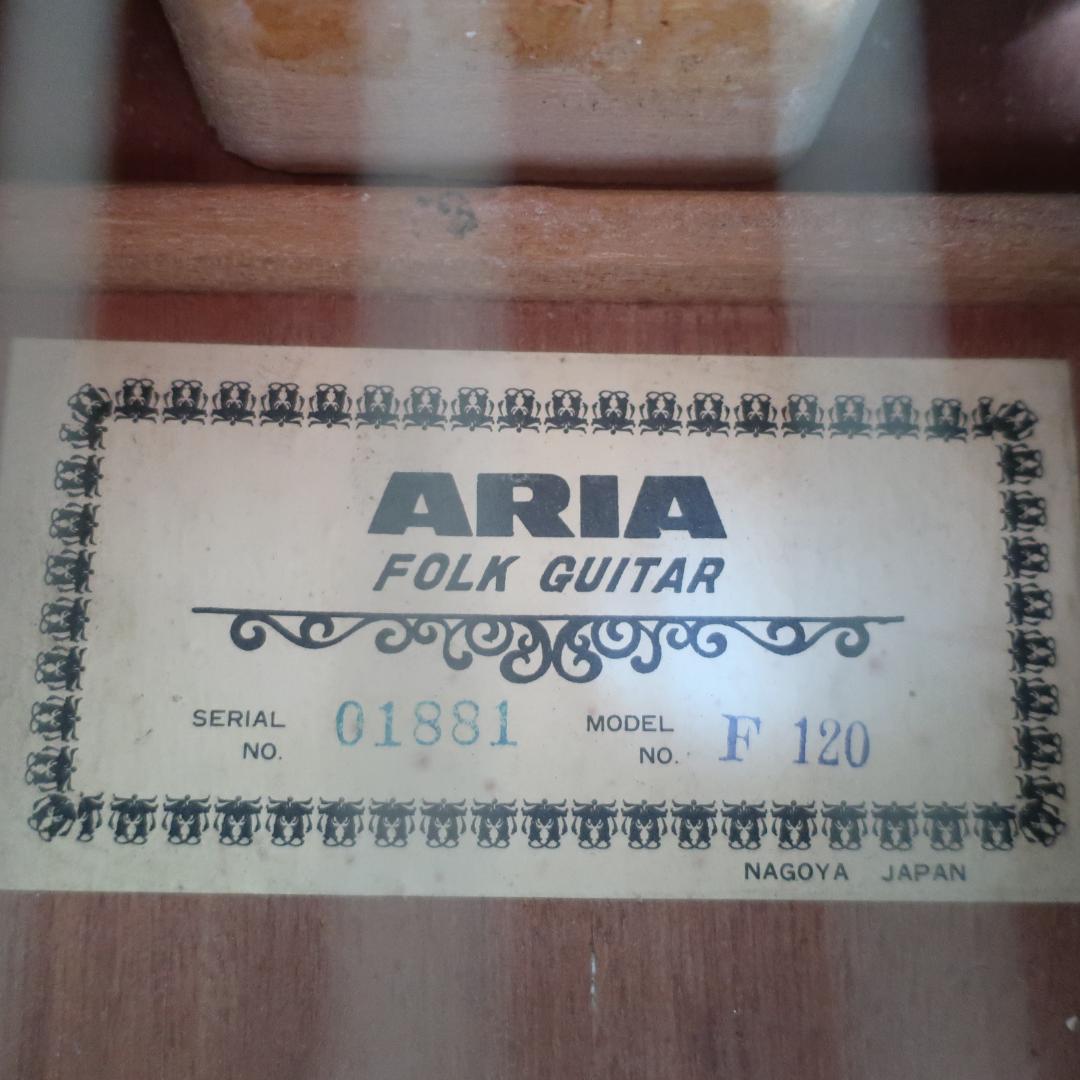 ARIA
FOLK GUITAR
SERIAL NO. 01881 MODEL NO. F 120
NAGOYA JAPAN